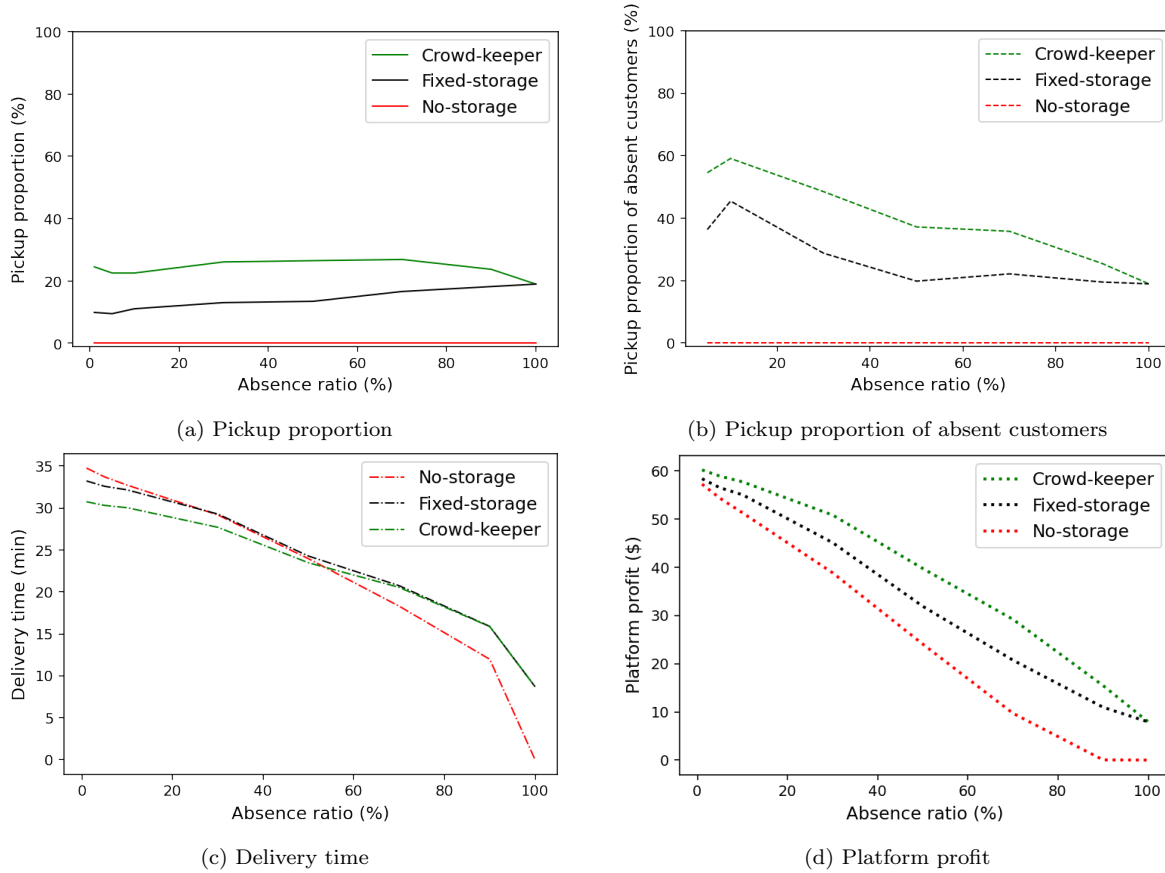 Pickup proportion (%)
100
80
60
40
20
0
Crowd-keeper
Fixed-storage
No-storage
0 20 40 60 80 100
Absence ratio (%)
(a) Pickup proportion
Pickup proportion of absent customers (%)
100
80
60
40
20
0
Crowd-keeper
Fixed-storage
No-storage
20 40 60 80 100
Absence ratio (%)
(b) Pickup proportion of absent customers
Delivery time (min)
35
30
25
20
15
10
5
0
No-storage
Fixed-storage
Crowd-keeper
0 20 40 60 80 100
Absence ratio (%)
(c) Delivery time
Platform profit ($)
60
50
40
30
20
10
0
Crowd-keeper
Fixed-storage
No-storage
0 20 40 60 80 100
Absence ratio (%)
(d) Platform profit